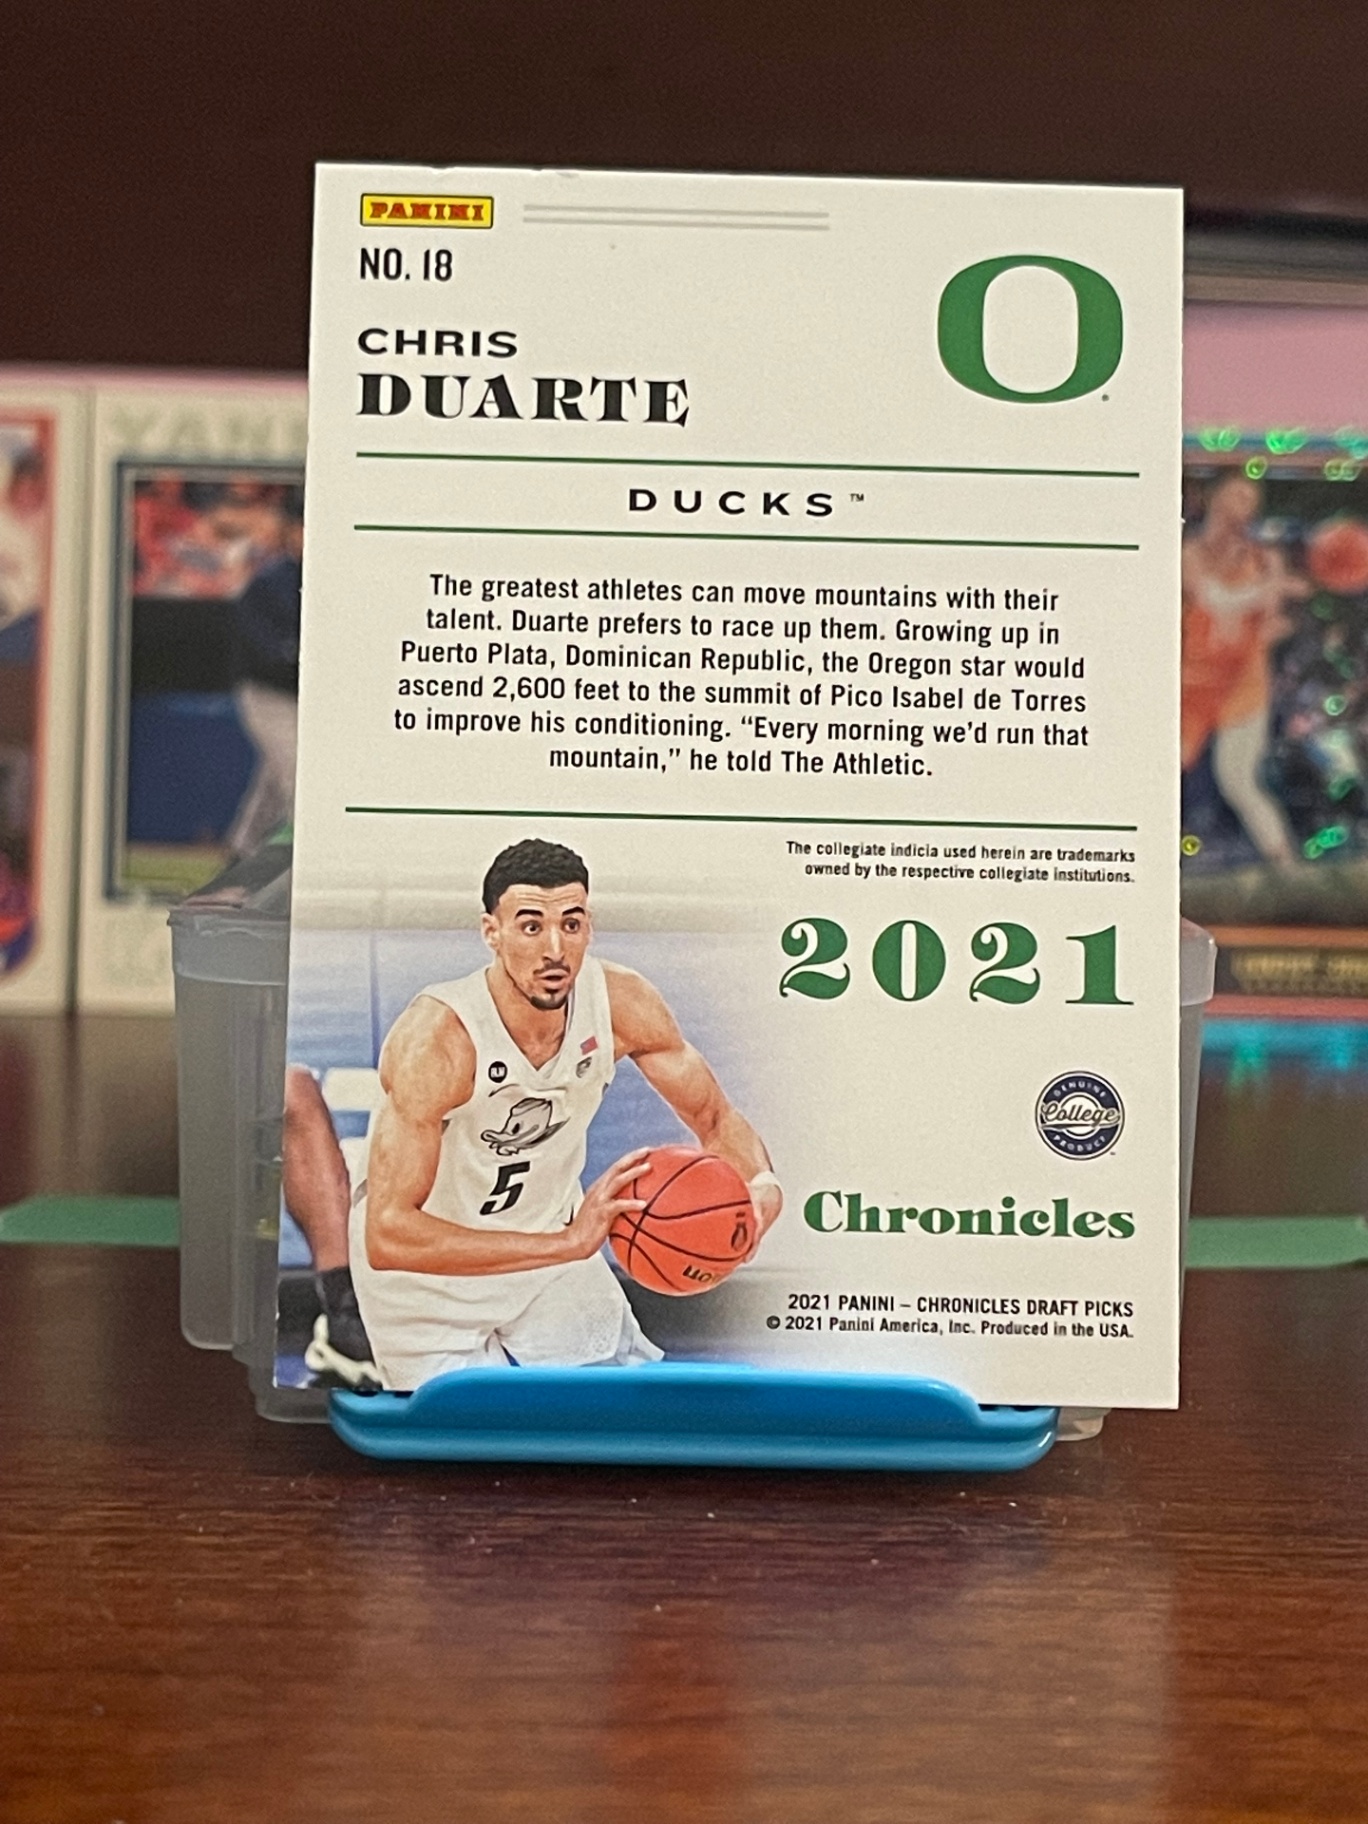 PANINI
NO. 18
CHRIS
DUARTE
O
DUCKS™
The greatest athletes can move mountains with their
talent. Duarte prefers to race up them. Growing up in
Puerto Plata, Dominican Republic, the Oregon star would
ascend 2,600 feet to the summit of Pico Isabel de Torres
to improve his conditioning. “Every morning we’d run that
mountain,” he told The Athletic.
The collegiate indicia used herein are trademarks
owned by the respective collegiate institutions.
2021
5
GENUINE
College
PRODUCT
Chronicles
2021 PANINI – CHRONICLES DRAFT PICKS
© 2021 Panini America, Inc. Produced in the USA.